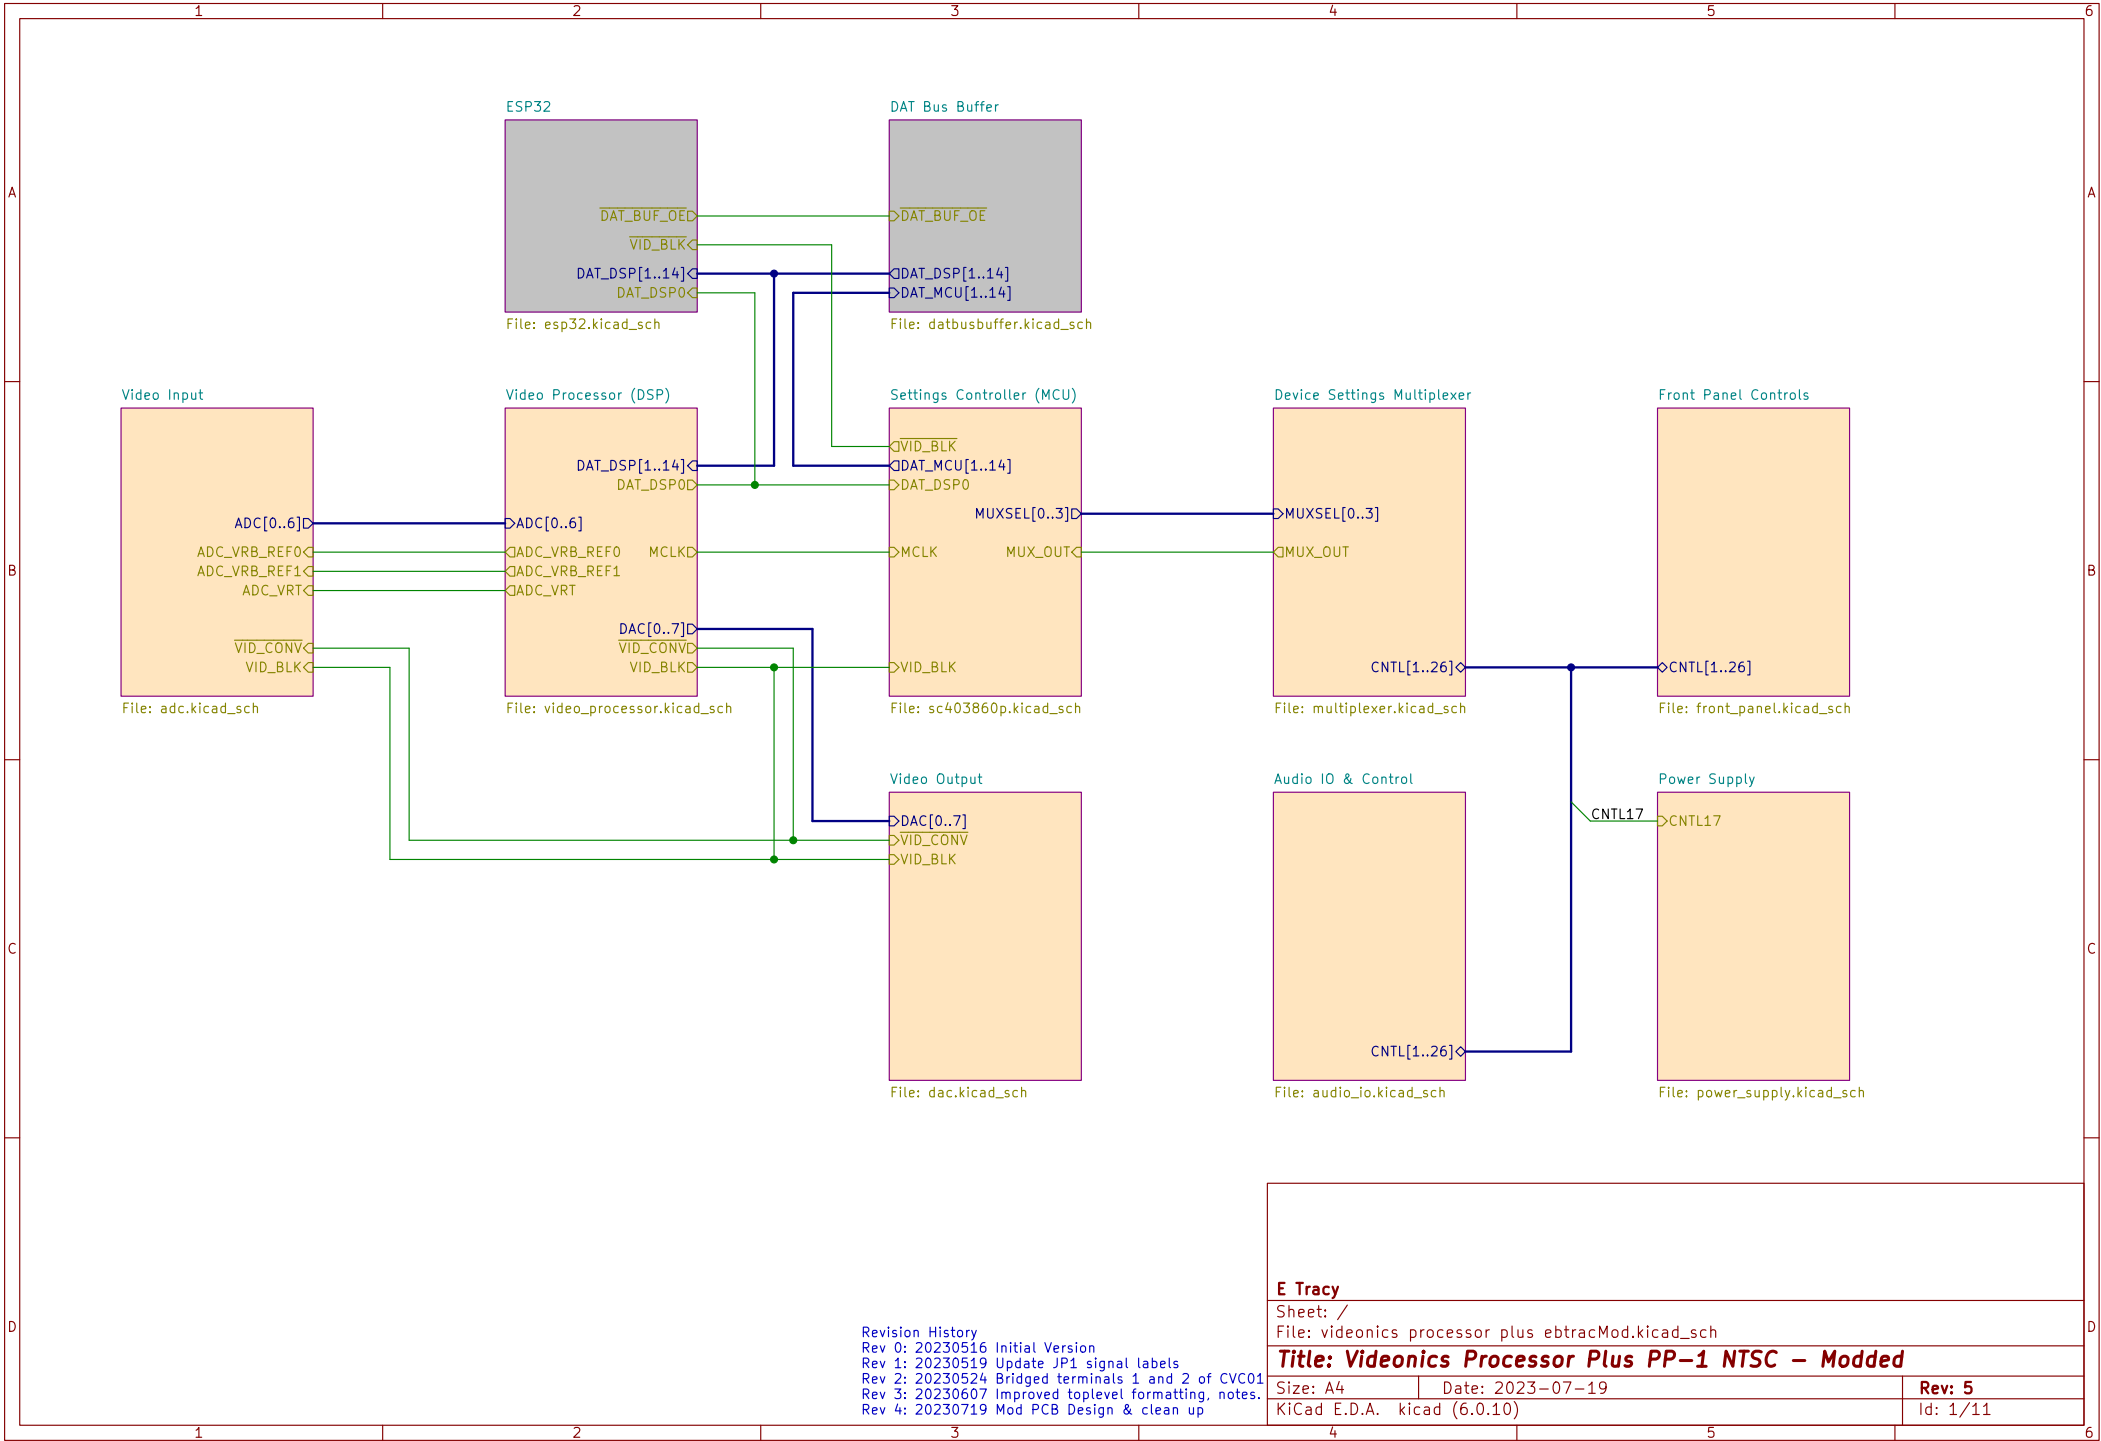 1 2 3 4 5 6
A A
B B
C C
D D
ESP32
DAT_BUF_OE
VID_BLK
DAT_DSP[1..14]
DAT_DSP0
File: esp32.kicad_sch
DAT Bus Buffer
DAT_BUF_OE
DAT_DSP[1..14]
DAT_MCU[1..14]
File: datbusbuffer.kicad_sch
Video Input
ADC[0..6]
ADC_VRB_REF0
ADC_VRB_REF1
ADC_VRT
VID_CONV
VID_BLK
File: adc.kicad_sch
Video Processor (DSP)
DAT_DSP[1..14]
DAT_DSP0
ADC[0..6]
ADC_VRB_REF0 MCLK
ADC_VRB_REF1
ADC_VRT
DAC[0..7]
VID_CONV
VID_BLK
File: video_processor.kicad_sch
Settings Controller (MCU)
VID_BLK
DAT_MCU[1..14]
DAT_DSP0
MUXSEL[0..3]
MCLK MUX_OUT
VID_BLK
File: sc403860p.kicad_sch
Device Settings Multiplexer
MUXSEL[0..3]
MUX_OUT
CNTL[1..26]
File: multiplexer.kicad_sch
Front Panel Controls
CNTL[1..26]
File: front_panel.kicad_sch
Video Output
DAC[0..7]
VID_CONV
VID_BLK
File: dac.kicad_sch
Audio IO & Control
CNTL[1..26]
File: audio_io.kicad_sch
Power Supply
CNTL17
CNTL17
File: power_supply.kicad_sch
Revision History
Rev 0: 20230516 Initial Version
Rev 1: 20230519 Update JP1 signal labels
Rev 2: 20230524 Bridged terminals 1 and 2 of CVC01
Rev 3: 20230607 Improved toplevel formatting, notes.
Rev 4: 20230719 Mod PCB Design & clean up
E Tracy
Sheet: /
File: videonics processor plus ebtracMod.kicad_sch
Title: Videonics Processor Plus PP-1 NTSC - Modded
Size: A4 Date: 2023-07-19 Rev: 5
KiCad E.D.A. kicad (6.0.10) Id: 1/11
1 2 3 4 5 6